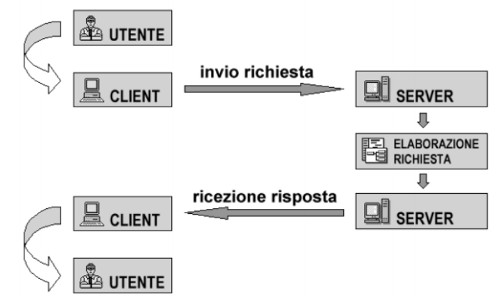 UTENTE
CLIENT
invio richiesta
SERVER
ELABORAZIONE
RICHIESTA
SERVER
ricezione risposta
CLIENT
UTENTE